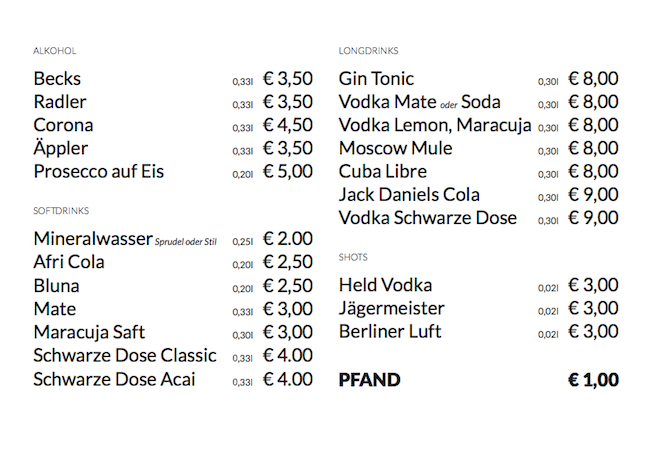 ALKOHOL
Becks 0,33l € 3,50
Radler 0,33l € 3,50
Corona 0,33l € 4,50
Äppler 0,33l € 3,50
Prosecco auf Eis 0,20l € 5,00
SOFTDRINKS
Mineralwasser Sprudel oder Stil 0,25l € 2.00
Afri Cola 0,20l € 2,50
Bluna 0,20l € 2,50
Mate 0,33l € 3,00
Maracuja Saft 0,30l € 3,00
Schwarze Dose Classic 0,33l € 4.00
Schwarze Dose Acai 0,33l € 4.00
LONGDRINKS
Gin Tonic 0,30l € 8,00
Vodka Mate oder Soda 0,30l € 8,00
Vodka Lemon, Maracuja 0,30l € 8,00
Moscow Mule 0,30l € 8,00
Cuba Libre 0,30l € 8,00
Jack Daniels Cola 0,30l € 9,00
Vodka Schwarze Dose 0,30l € 9,00
SHOTS
Held Vodka 0,02l € 3,00
Jägermeister 0,02l € 3,00
Berliner Luft 0,02l € 3,00
PFAND € 1,00